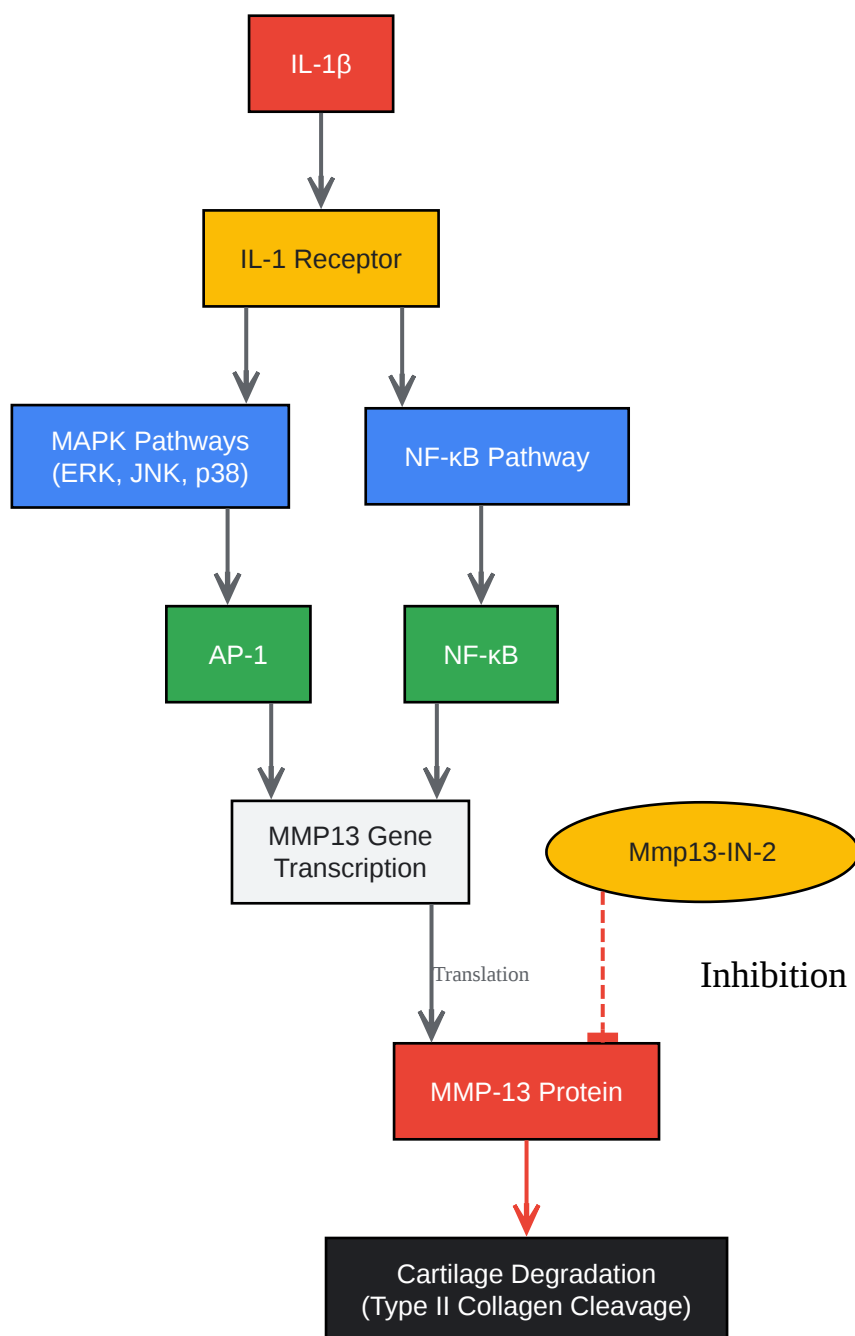 IL-1β
IL-1 Receptor
MAPK Pathways
(ERK, JNK, p38)
NF-κB Pathway
AP-1
NF-κB
MMP13 Gene
Transcription
Mmp13-IN-2
Translation
Inhibition
MMP-13 Protein
Cartilage Degradation
(Type II Collagen Cleavage)